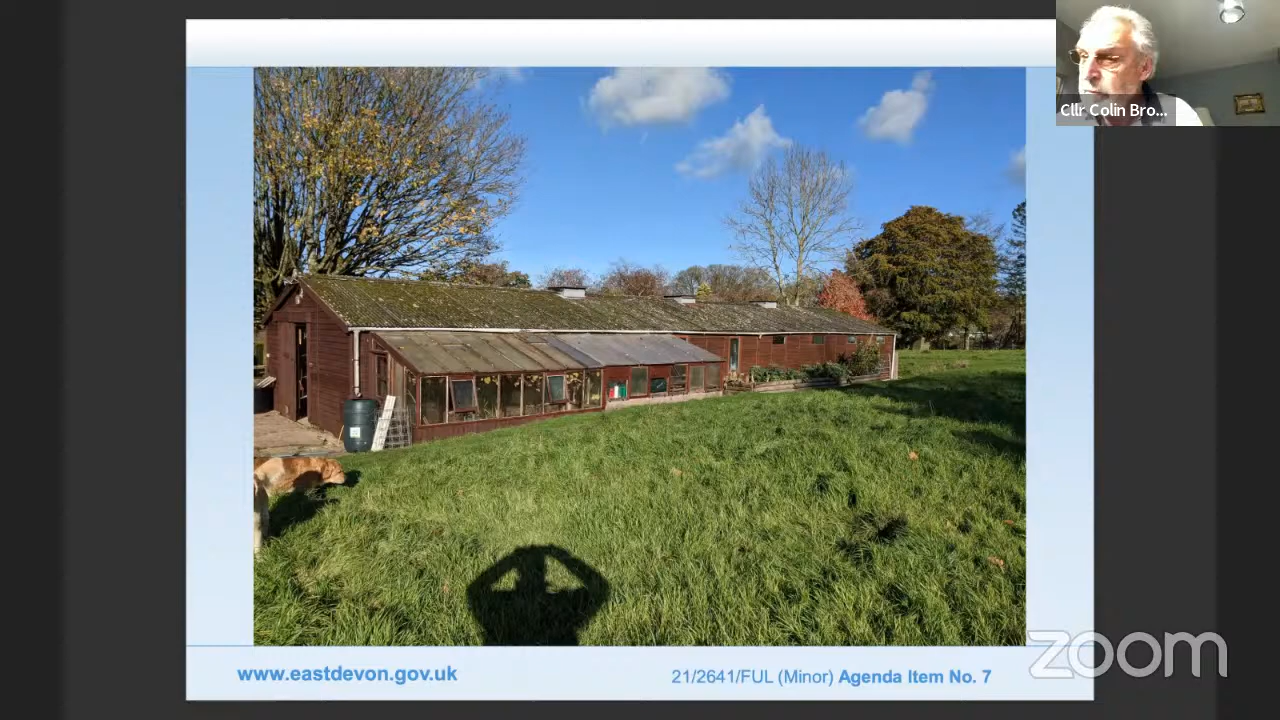 Cllr Colin Bro...
www.eastdevon.gov.uk
21/2641/FUL (Minor) Agenda Item No. 7
zoom